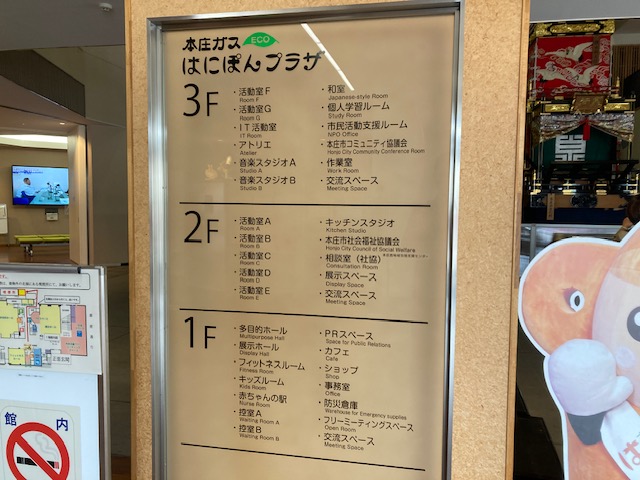 本庄ガス ECO
はにぽんプラザ
3F
・活動室F
Room F
・活動室G
Room G
・IT活動室
IT Room
・アトリエ
Atelier
・音楽スタジオA
Studio A
・音楽スタジオB
Studio B
・和室
Japanese-style Room
・個人学習ルーム
Study Room
・市民活動支援ルーム
NPO Office
・本庄市コミュニティ協議会
Honjo City Community Conference Room
・作業室
Work Room
・交流スペース
Meeting Space
2F
・活動室A
Room A
・活動室B
Room B
・活動室C
Room C
・活動室D
Room D
・活動室E
Room E
・キッチンスタジオ
Kitchen Studio
・本庄市社会福祉協議会
Honjo City Council of Social Welfare
・相談室（社協）
Consultation Room
・展示スペース
Display Space
・交流スペース
Meeting Space
1F
・多目的ホール
Multipurpose Hall
・展示ホール
Display Hall
・フィットネスルーム
Fitness Room
・キッズルーム
Kids Room
・赤ちゃんの駅
Nurse Room
・控室A
Waiting Room A
・控室B
Waiting Room B
・PRスペース
Space for Public Relations
・カフェ
Cafe
・ショップ
Shop
・事務室
Office
・防災倉庫
Warehouse for Emergency supplies
・フリーミーティングスペース
Open Room
・交流スペース
Meeting Space
館内
は